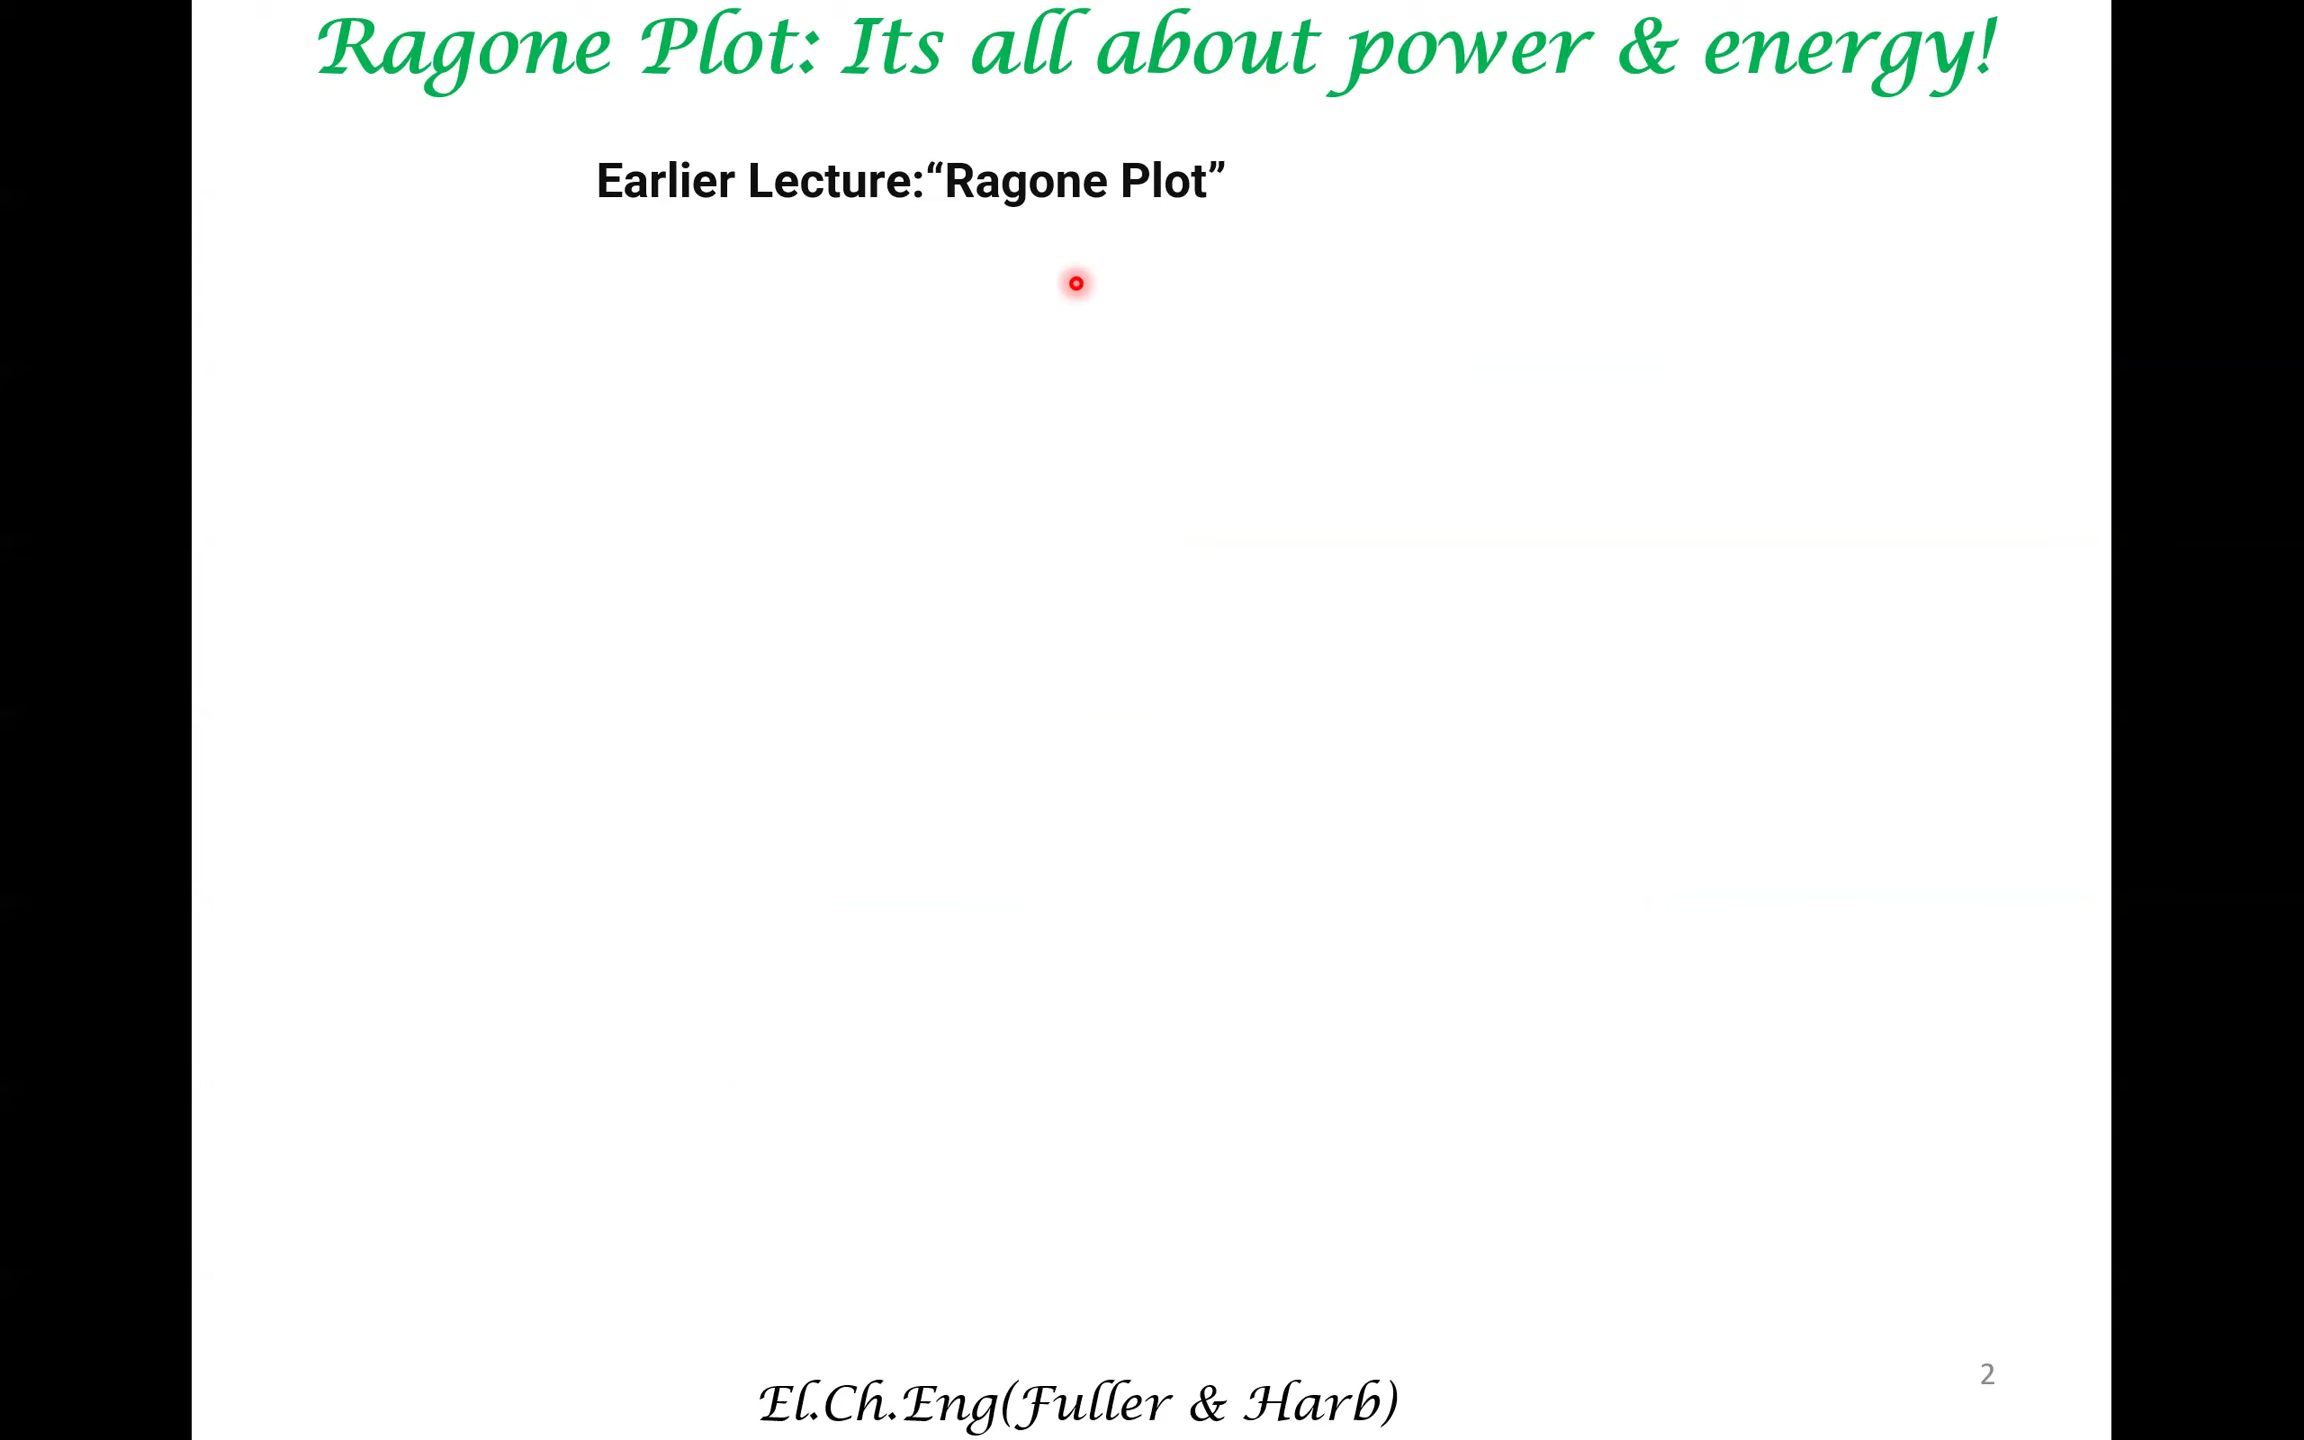 Ragone Plot: Its all about power & energy!
Earlier Lecture:“Ragone Plot”
2
El.Ch.Eng(Fuller & Harb)